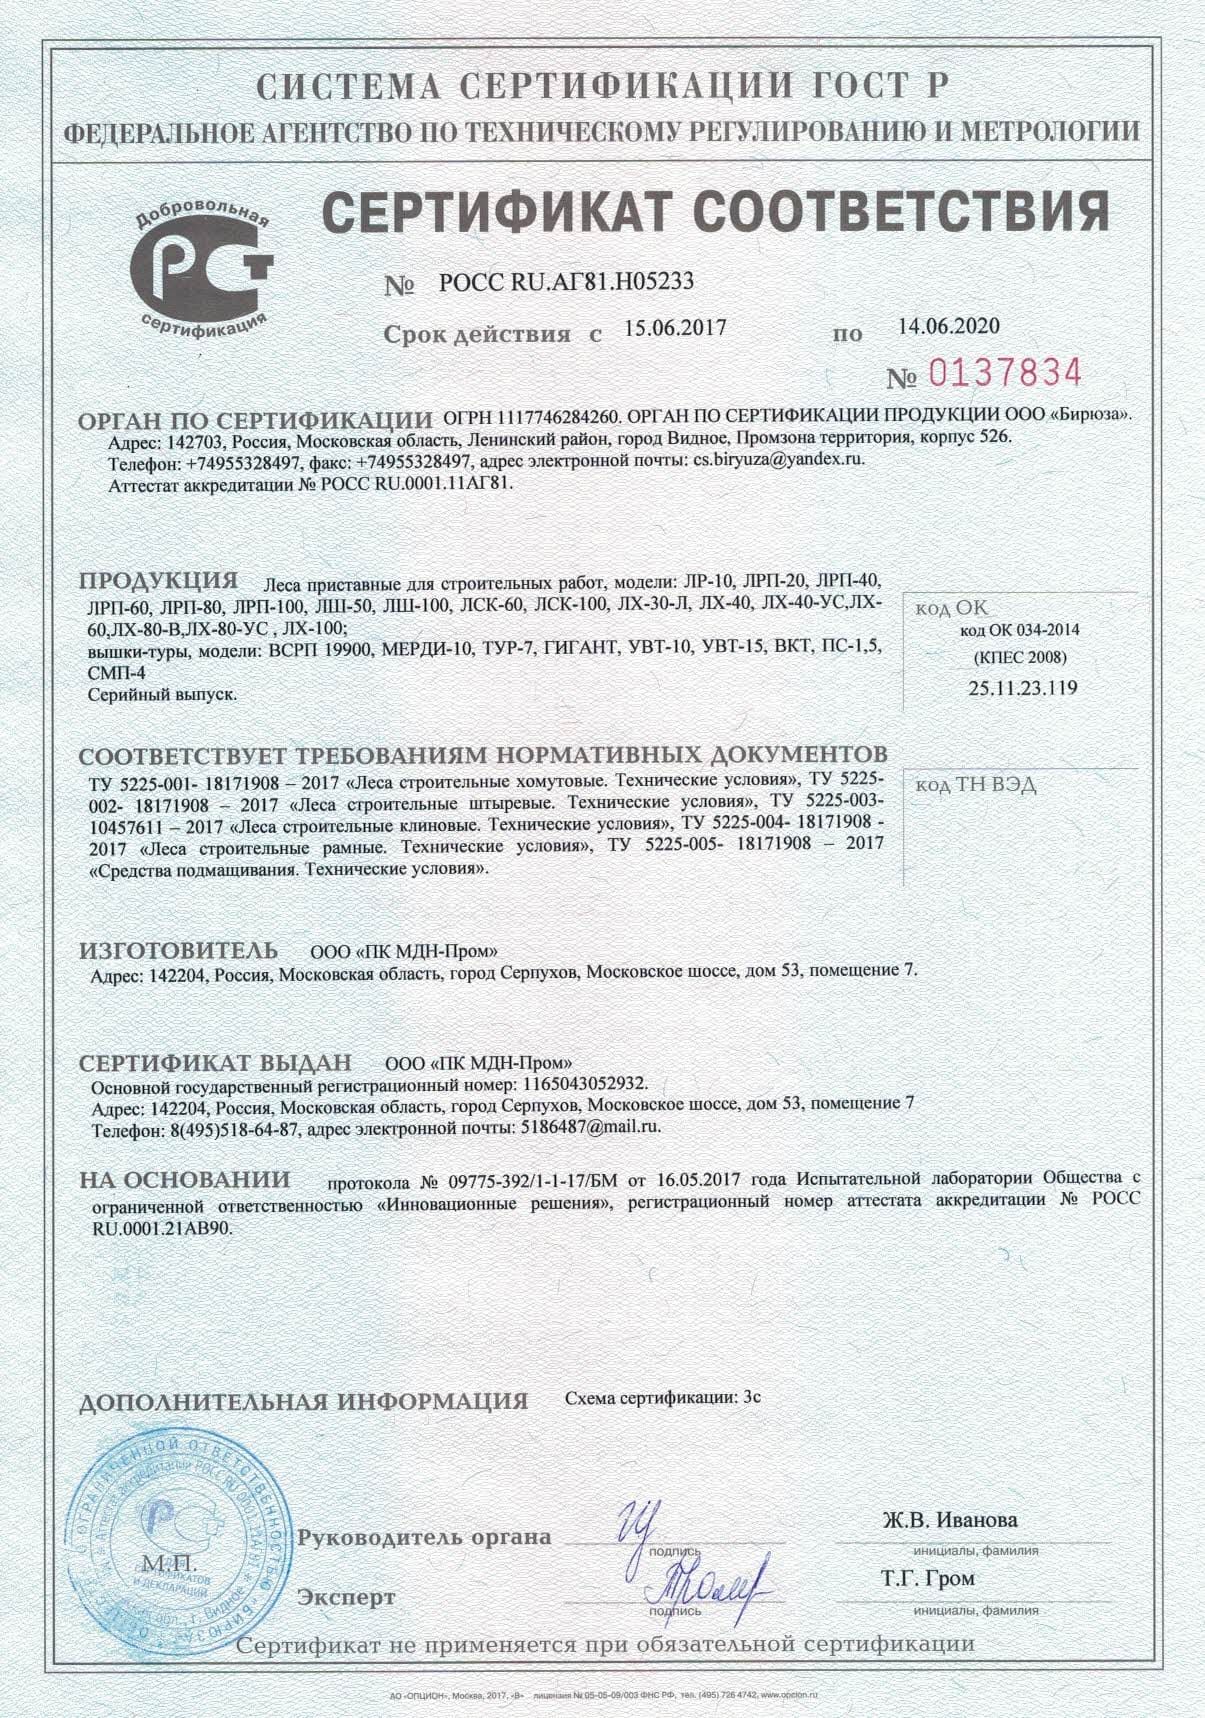 СИСТЕМА СЕРТИФИКАЦИИ ГОСТ Р
ФЕДЕРАЛЬНОЕ АГЕНТСТВО ПО ТЕХНИЧЕСКОМУ РЕГУЛИРОВАНИЮ И МЕТРОЛОГИИ
Добровольная
РСТ
сертификация
СЕРТИФИКАТ СООТВЕТСТВИЯ
№ РОСС RU.АГ81.Н05233
Срок действия с 15.06.2017 по 14.06.2020
№ 0137834
ОРГАН ПО СЕРТИФИКАЦИИ ОГРН 1117746284260. ОРГАН ПО СЕРТИФИКАЦИИ ПРОДУКЦИИ ООО «Бирюза».
Адрес: 142703, Россия, Московская область, Ленинский район, город Видное, Промзона территория, корпус 526.
Телефон: +74955328497, факс: +74955328497, адрес электронной почты: cs.biryuza@yandex.ru.
Аттестат аккредитации № РОСС RU.0001.11АГ81.
ПРОДУКЦИЯ Леса приставные для строительных работ, модели: ЛР-10, ЛРП-20, ЛРП-40,
ЛРП-60, ЛРП-80, ЛРП-100, ЛШ-50, ЛШ-100, ЛСК-60, ЛСК-100, ЛХ-30-Л, ЛХ-40, ЛХ-40-УС,ЛХ-
60,ЛХ-80-В,ЛХ-80-УС , ЛХ-100;
вышки-туры, модели: ВСРП 19900, МЕРДИ-10, ТУР-7, ГИГАНТ, УВТ-10, УВТ-15, ВКТ, ПС-1,5,
СМП-4
Серийный выпуск.
код ОК
код ОК 034-2014
(КПЕС 2008)
25.11.23.119
СООТВЕТСТВУЕТ ТРЕБОВАНИЯМ НОРМАТИВНЫХ ДОКУМЕНТОВ
ТУ 5225-001- 18171908 – 2017 «Леса строительные хомутовые. Технические условия», ТУ 5225-
002- 18171908 – 2017 «Леса строительные штыревые. Технические условия», ТУ 5225-003-
10457611 – 2017 «Леса строительные клиновые. Технические условия», ТУ 5225-004- 18171908 -
2017 «Леса строительные рамные. Технические условия», ТУ 5225-005- 18171908 – 2017
«Средства подмащивания. Технические условия».
код ТН ВЭД
ИЗГОТОВИТЕЛЬ ООО «ПК МДН-Пром»
Адрес: 142204, Россия, Московская область, город Серпухов, Московское шоссе, дом 53, помещение 7.
СЕРТИФИКАТ ВЫДАН ООО «ПК МДН-Пром»
Основной государственный регистрационный номер: 1165043052932.
Адрес: 142204, Россия, Московская область, город Серпухов, Московское шоссе, дом 53, помещение 7
Телефон: 8(495)518-64-87, адрес электронной почты: 5186487@mail.ru.
НА ОСНОВАНИИ протокола № 09775-392/1-1-17/БМ от 16.05.2017 года Испытательной лаборатории Общества с
ограниченной ответственностью «Инновационные решения», регистрационный номер аттестата аккредитации № РОСС
RU.0001.21АВ90.
ДОПОЛНИТЕЛЬНАЯ ИНФОРМАЦИЯ Схема сертификации: 3с
М.П.
Руководитель органа
подпись
Ж.В. Иванова
инициалы, фамилия
Эксперт
подпись
Т.Г. Гром
инициалы, фамилия
Сертификат не применяется при обязательной сертификации
АО «ОПЦИОН», Москва, 2017, «В» лицензия № 05-05-09/003 ФНС РФ, тел. (495) 726 4742, www.opcion.ru